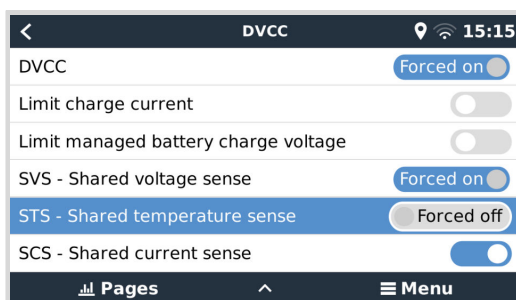 DVCC 15:15
DVCC Forced on
Limit charge current
Limit managed battery charge voltage
SVS - Shared voltage sense Forced on
STS - Shared temperature sense Forced off
SCS - Shared current sense
Pages Menu